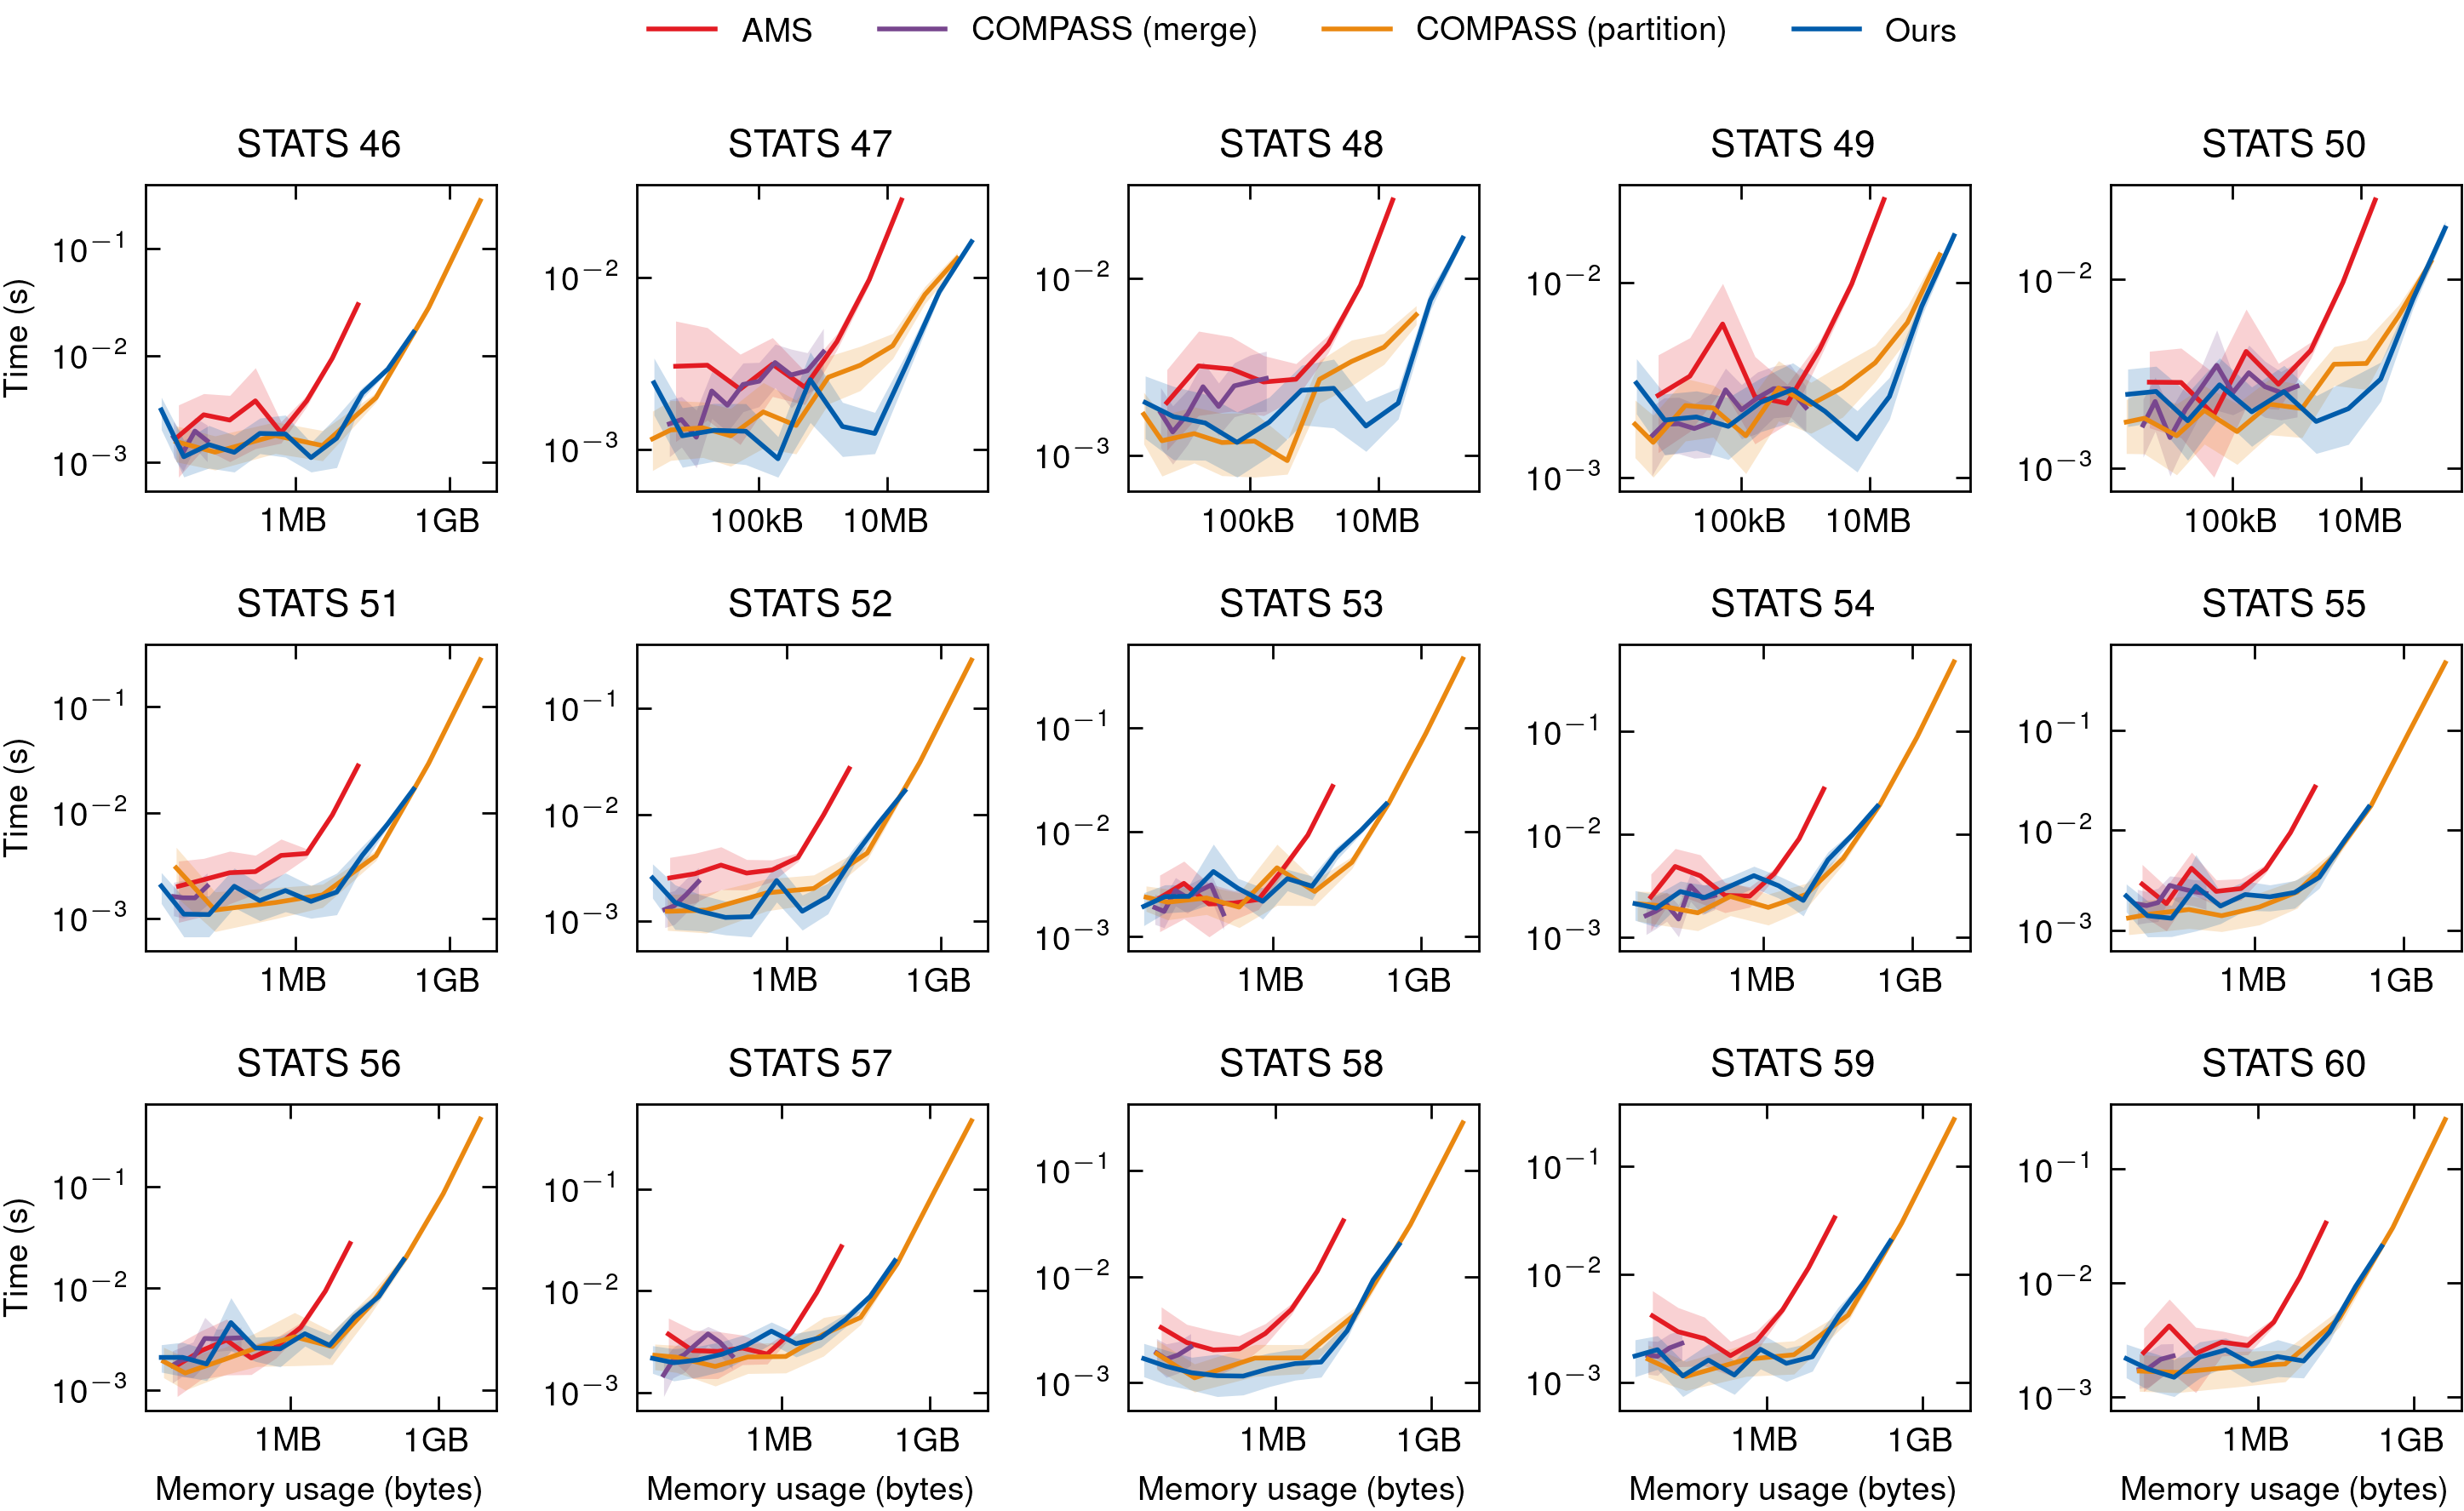 AMS COMPASS (merge) COMPASS (partition) Ours
STATS 46 STATS 47 STATS 48 STATS 49 STATS 50
Time (s)
10−1 10−2 10−3
1MB 1GB
10−2 10−3
100kB 10MB
10−2 10−3
100kB 10MB
10−2 10−3
100kB 10MB
10−2 10−3
100kB 10MB
STATS 51 STATS 52 STATS 53 STATS 54 STATS 55
Time (s)
10−1 10−2 10−3
1MB 1GB
10−1 10−2 10−3
1MB 1GB
10−1 10−2 10−3
1MB 1GB
10−1 10−2 10−3
1MB 1GB
10−1 10−2 10−3
1MB 1GB
STATS 56 STATS 57 STATS 58 STATS 59 STATS 60
Time (s)
10−1 10−2 10−3
1MB 1GB
10−1 10−2 10−3
1MB 1GB
10−1 10−2 10−3
1MB 1GB
10−1 10−2 10−3
1MB 1GB
10−1 10−2 10−3
1MB 1GB
Memory usage (bytes) Memory usage (bytes) Memory usage (bytes) Memory usage (bytes) Memory usage (bytes)